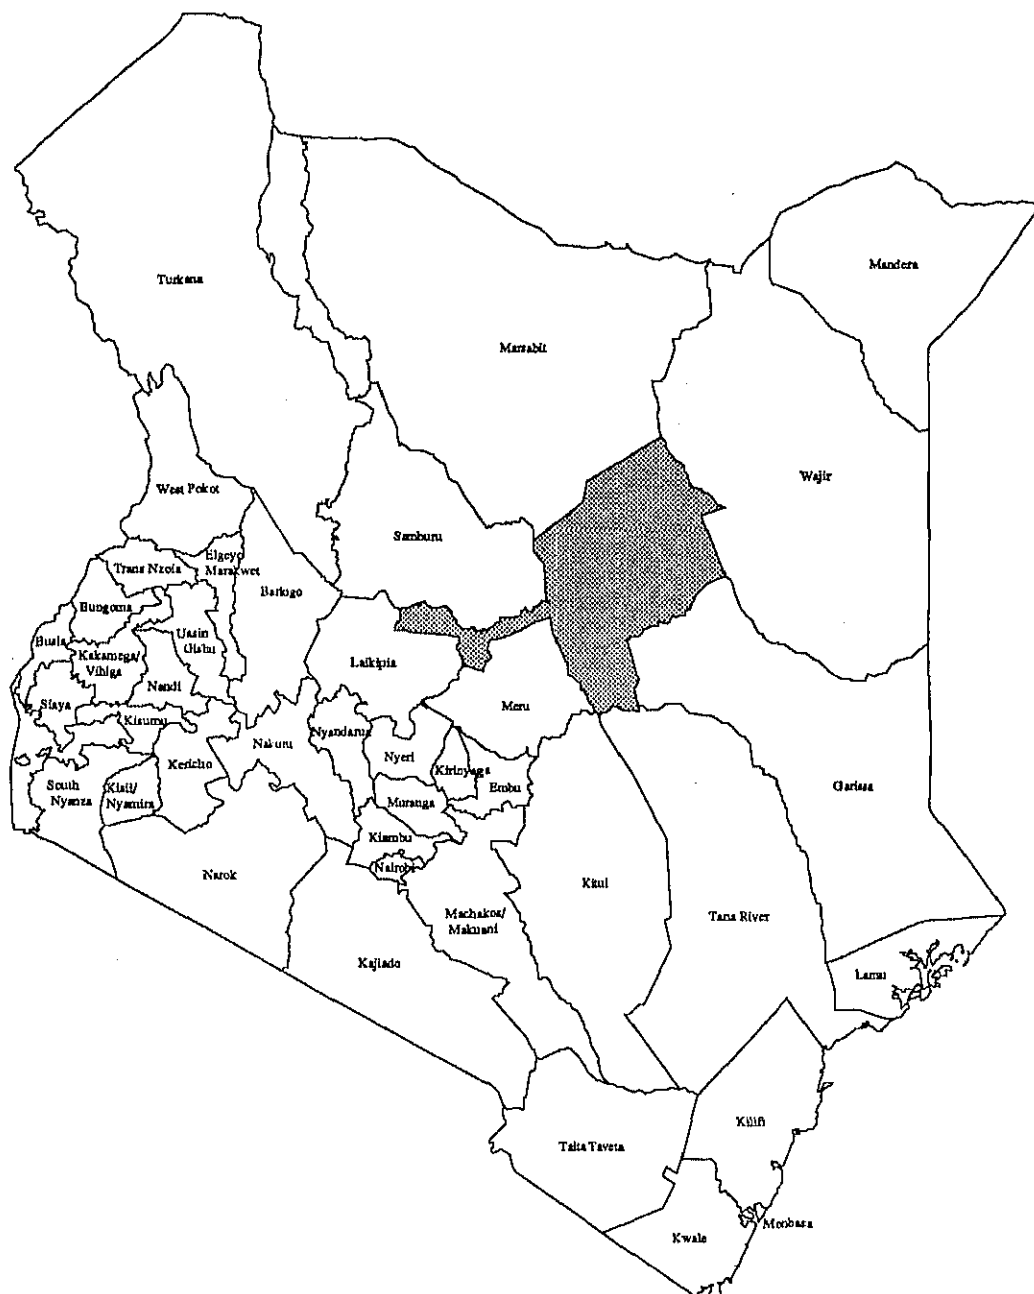 Mandera
Turkana
Marsabit
Wajir
West Pokot
Samburu
Elgeyo
Marakwet
Trans Nzoia
Baringo
Bungoma
Busia
Uasin
Gishu
Kakamega/
Vihiga
Laikipia
Nandi
Siaya
Meru
Kisumu
Nyandarua
Nakuru
Nyeri
Kericho
Kirinyaga
South
Nyanza
Kisii/
Nyamira
Embu
Garissa
Muranga
Kiambu
Nairobi
Narok
Kitui
Machakos/
Makuani
Tana River
Kajiado
Lamu
Kilifi
Taita Taveta
Mombasa
Kwale